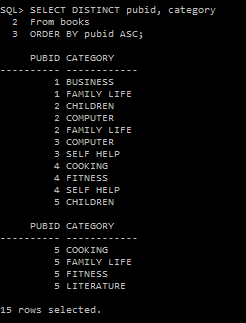 SQL> SELECT DISTINCT pubid, category
  2  From books
  3  ORDER BY pubid ASC;
     PUBID CATEGORY
---------- ------------
         1 BUSINESS
         1 FAMILY LIFE
         2 CHILDREN
         2 COMPUTER
         2 FAMILY LIFE
         3 COMPUTER
         3 SELF HELP
         4 COOKING
         4 FITNESS
         4 SELF HELP
         5 CHILDREN
     PUBID CATEGORY
---------- ------------
         5 COOKING
         5 FAMILY LIFE
         5 FITNESS
         5 LITERATURE
15 rows selected.